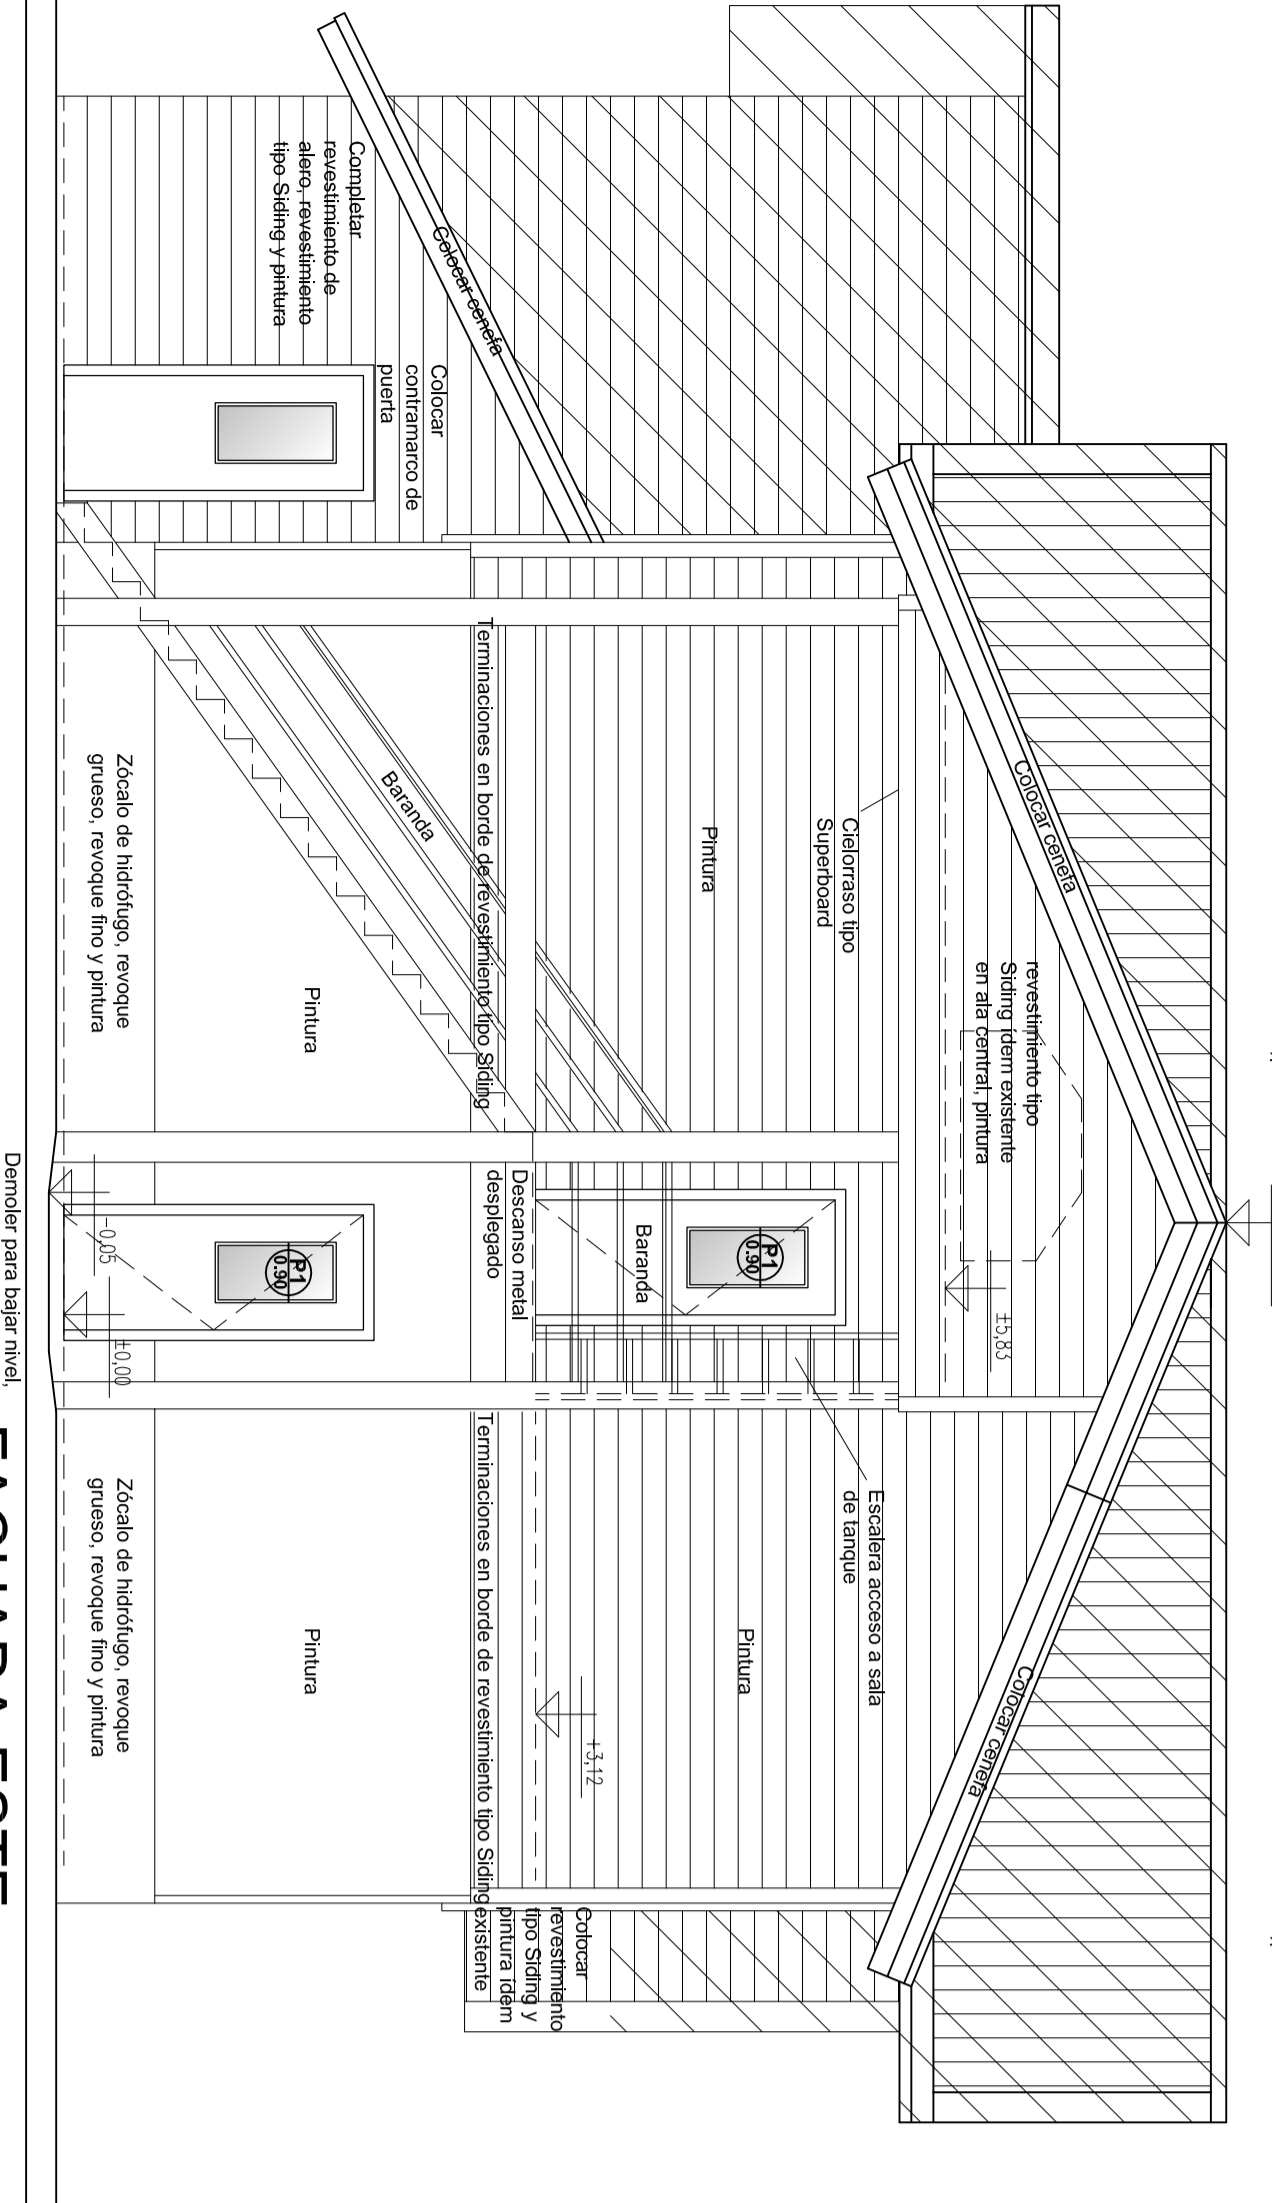 Colocar cenefa
Colocar cenefa
Colocar cenefa
revestimiento tipo
Siding ídem existente
en ala central, pintura
±5,83
Cielorraso tipo
Superboard
Escalera acceso a sala
de tanque
Pintura
Pintura
P1
0.90
Baranda
+3,12
Colocar
revestimiento
tipo Siding y
pintura ídem
existente
Descanso metal
desplegado
Terminaciones en borde de revestimiento tipo Siding
Terminaciones en borde de revestimiento tipo Siding
Colocar
contramarco de
puerta
Completar
revestimiento de
alero, revestimiento
tipo Siding y pintura
Baranda
Pintura
Pintura
P1
0.90
Zócalo de hidrófugo, revoque
grueso, revoque fino y pintura
-0,05
±0,00
Zócalo de hidrófugo, revoque
grueso, revoque fino y pintura
Demoler para bajar nivel,
FACHADA ESTE